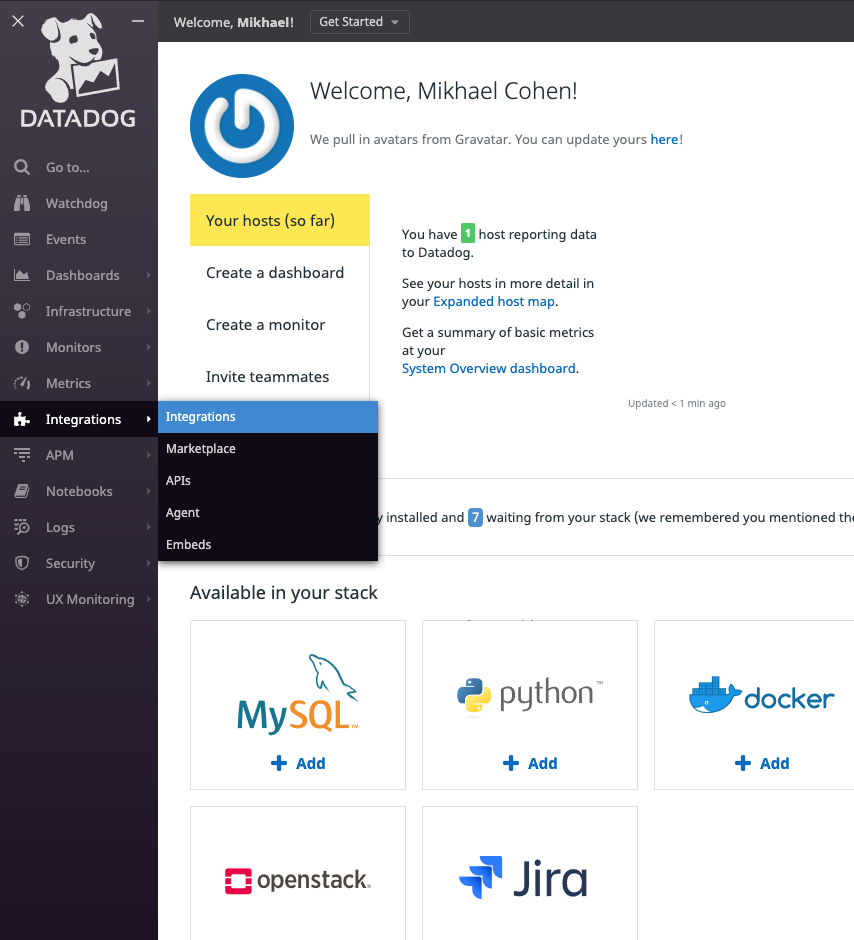 Welcome, Mikhael!
Get Started
DATADOG
Go to...
Watchdog
Events
Dashboards
Infrastructure
Monitors
Metrics
Integrations
APM
Notebooks
Logs
Security
UX Monitoring
Welcome, Mikhael Cohen!
We pull in avatars from Gravatar. You can update yours here!
Your hosts (so far)
Create a dashboard
Create a monitor
Invite teammates
You have 1 host reporting data
to Datadog.
See your hosts in more detail in
your Expanded host map.
Get a summary of basic metrics
at your
System Overview dashboard.
Updated < 1 min ago
Integrations
Marketplace
APIs
Agent
Embeds
installed and 7 waiting from your stack (we remembered you mentioned the
Available in your stack
MySQL™
Add
python™
Add
docker
Add
openstack.
Jira